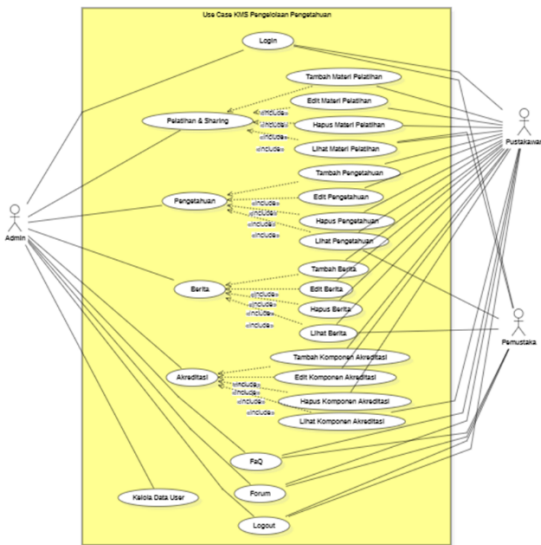 Use Case KMS Pengelolaan Pengetahuan
Login
Tambah Materi Pelatihan
Edit Materi Pelatihan
«include»
Pelatihan & Sharing
Hapus Materi Pelatihan
«include»
«include»
Lihat Materi Pelatihan
«include»
Pustakawan
Tambah Pengetahuan
Pengetahuan
Edit Pengetahuan
«include»
«include»
Hapus Pengetahuan
«include»
«include»
Lihat Pengetahuan
Admin
Tambah Berita
Berita
Edit Berita
«include»
«include»
Hapus Berita
«include»
«include»
Lihat Berita
Pemustaka
Tambah Komponen Akreditasi
Akreditasi
Edit Komponen Akreditasi
«include»
«include»
Hapus Komponen Akreditasi
«include»
«include»
Lihat Komponen Akreditasi
FaQ
Kelola Data User
Forum
Logout